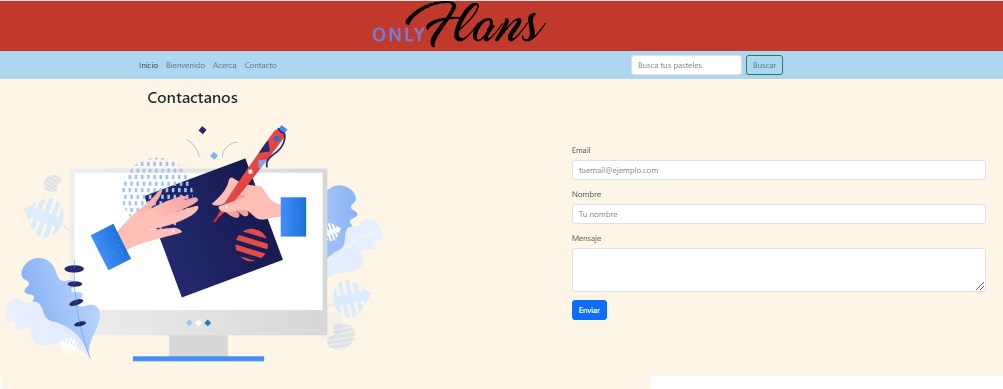 ONLY Hans
Inicio Bienvenido Acerca Contacto Busca tus pasteles Buscar
Contactanos
Email
tuemail@ejemplo.com
Nombre
Tu nombre
Mensaje
Enviar